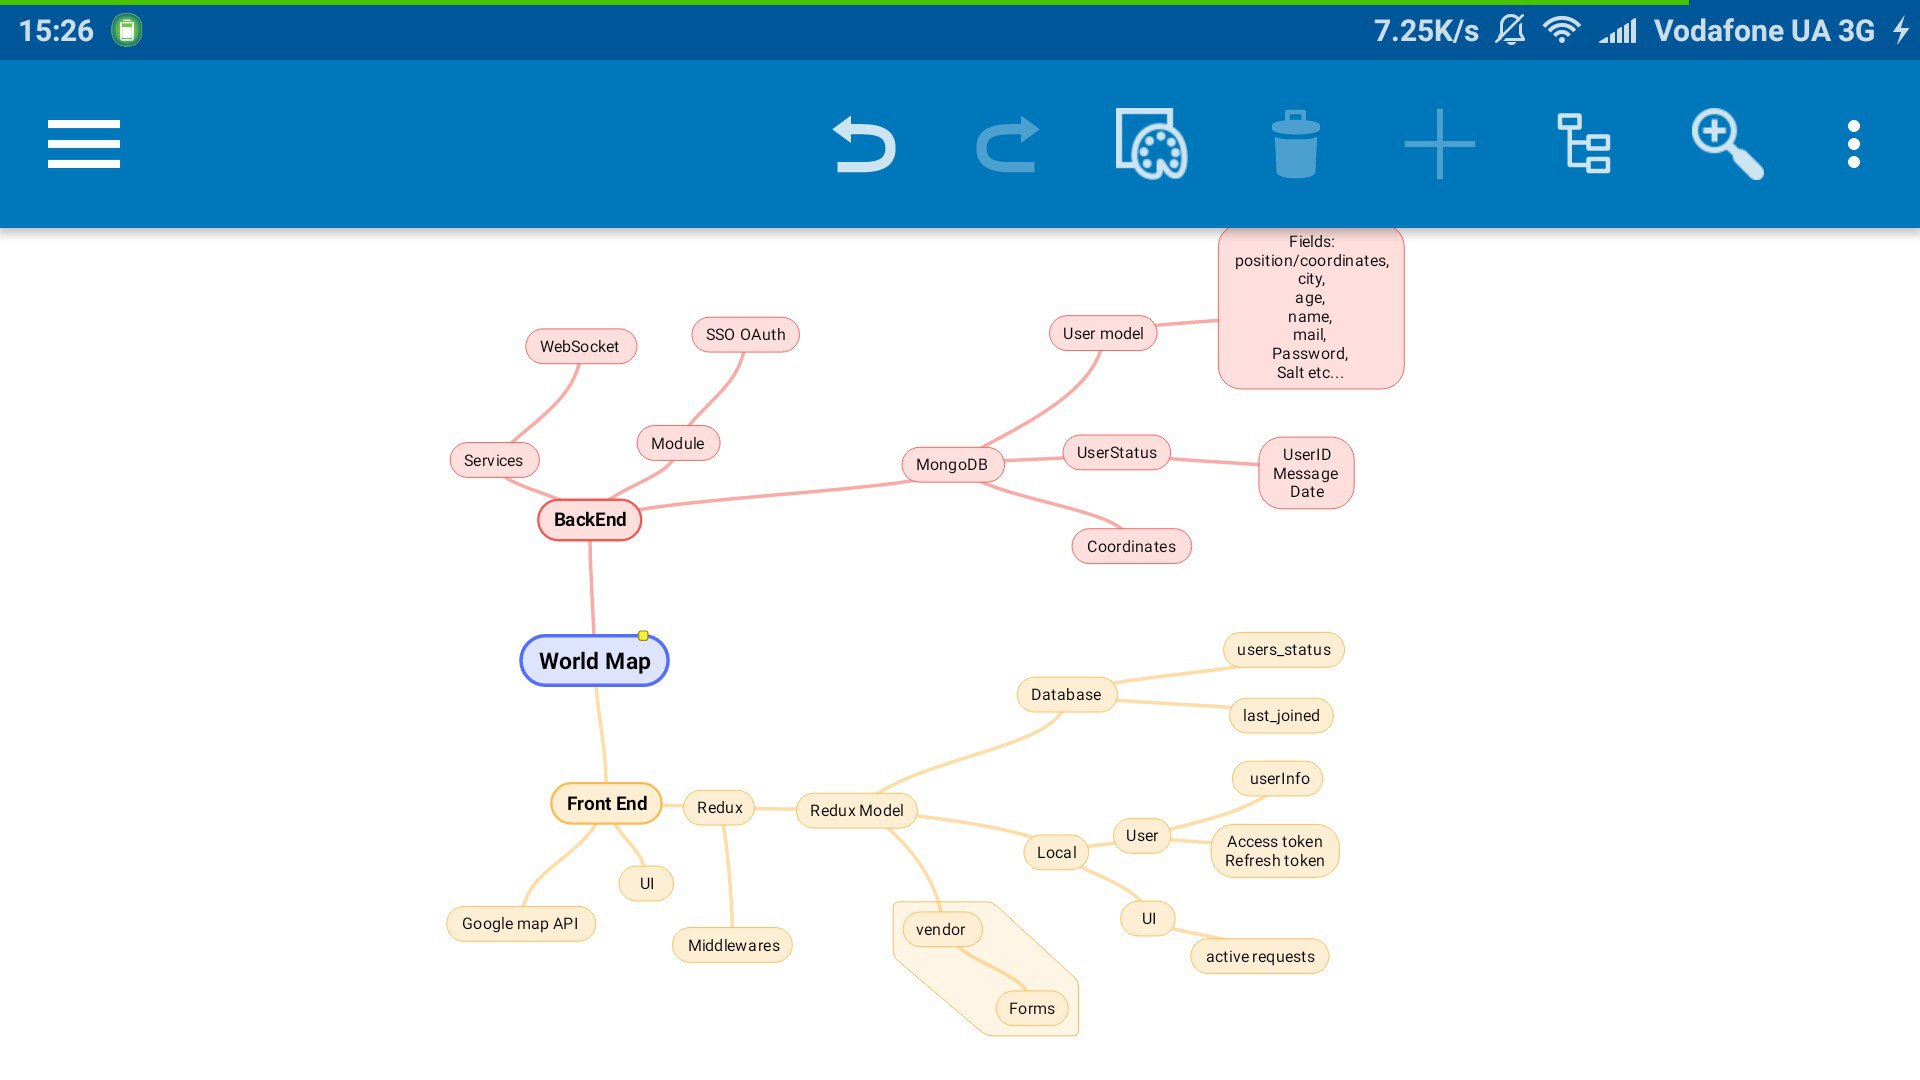 15:26
7.25K/s
Vodafone UA 3G
Fields:
position/coordinates,
city,
age,
name,
mail,
Password,
Salt etc...
WebSocket
SSO OAuth
User model
Services
Module
MongoDB
UserStatus
UserID
Message
Date
BackEnd
Coordinates
World Map
users_status
Database
last_joined
userInfo
Front End
Redux
Redux Model
User
Access token
Refresh token
Local
UI
Google map API
Middlewares
vendor
UI
active requests
Forms